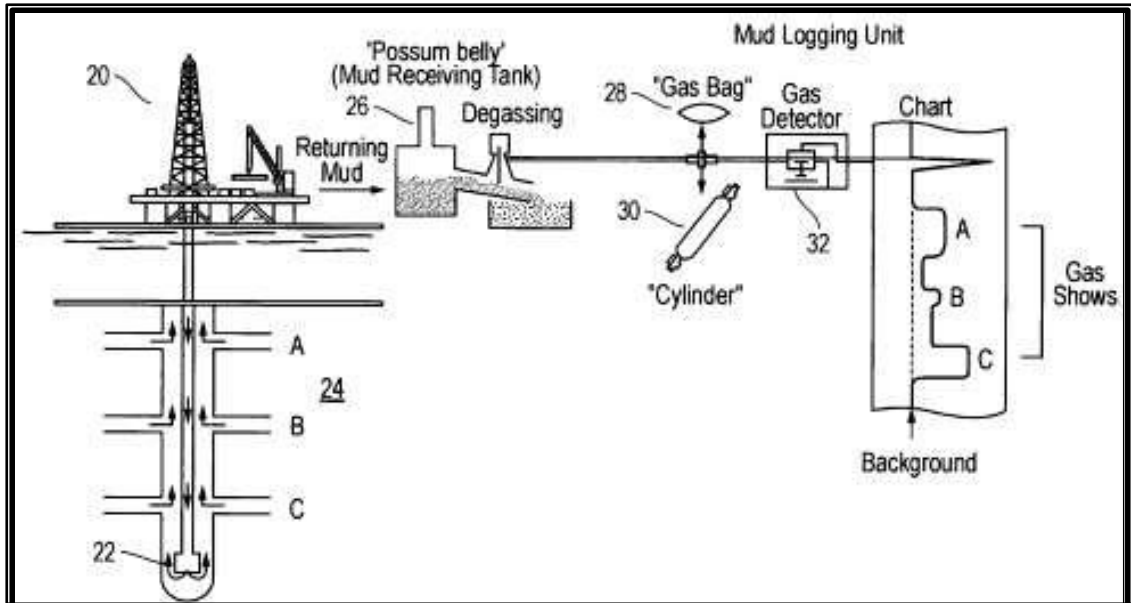 Mud Logging Unit
20
'Possum belly'
(Mud Receiving Tank)
26
Degassing
28
"Gas Bag"
Gas
Detector
Chart
Returning
Mud
30
"Cylinder"
32
A
B
C
Gas
Shows
Background
A
24
B
C
22